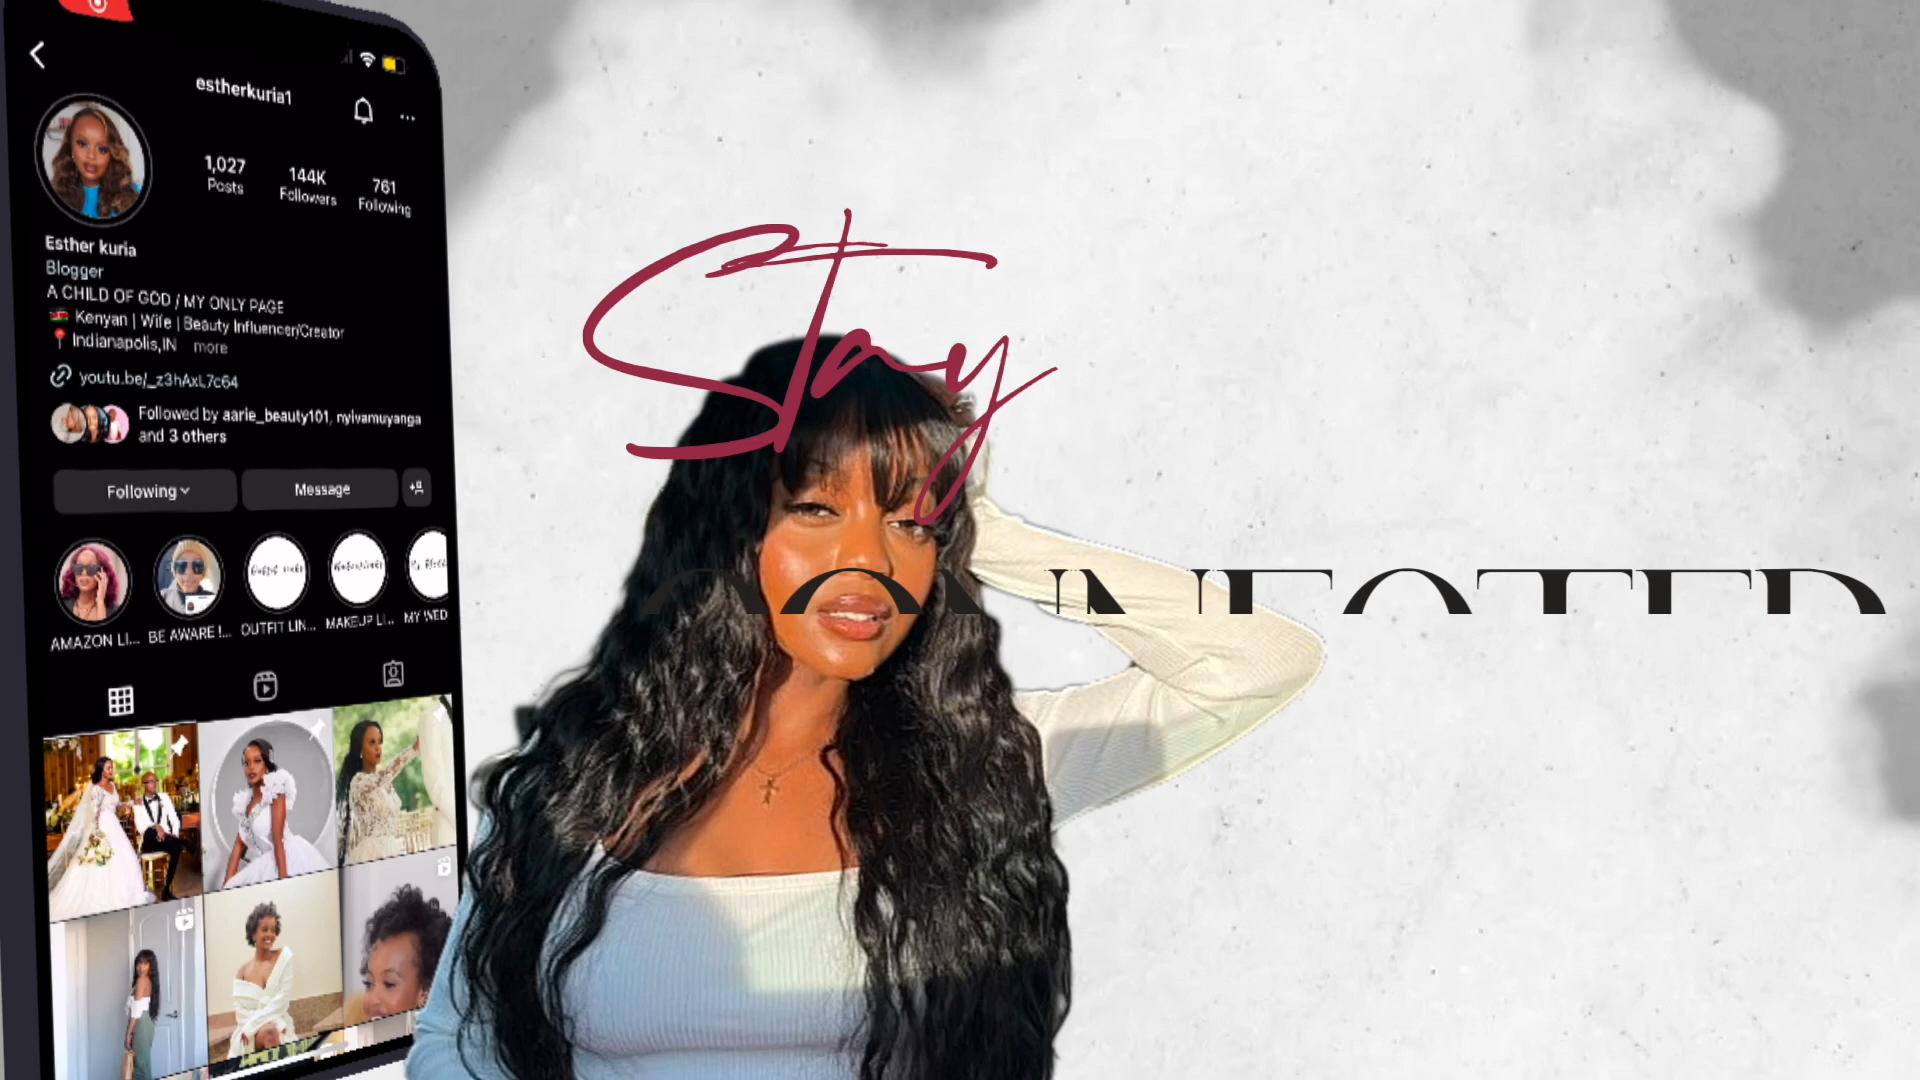 estherkuria1
1,027 144K 761
Posts Followers Following
Esther kuria
Blogger
A CHILD OF GOD / MY ONLY PAGE
🇰🇪 Kenyan | Wife | Beauty Influencer/Creator
📍 Indianapolis,IN more
youtu.be/_z3hAxL7c64
Followed by aarie_beauty101, nyivamuyanga
and 3 others
Following Message
AMAZON LI... BE AWARE !... OUTFIT LIN... MAKEUP LI... MY WED
Stay
CONNECTED